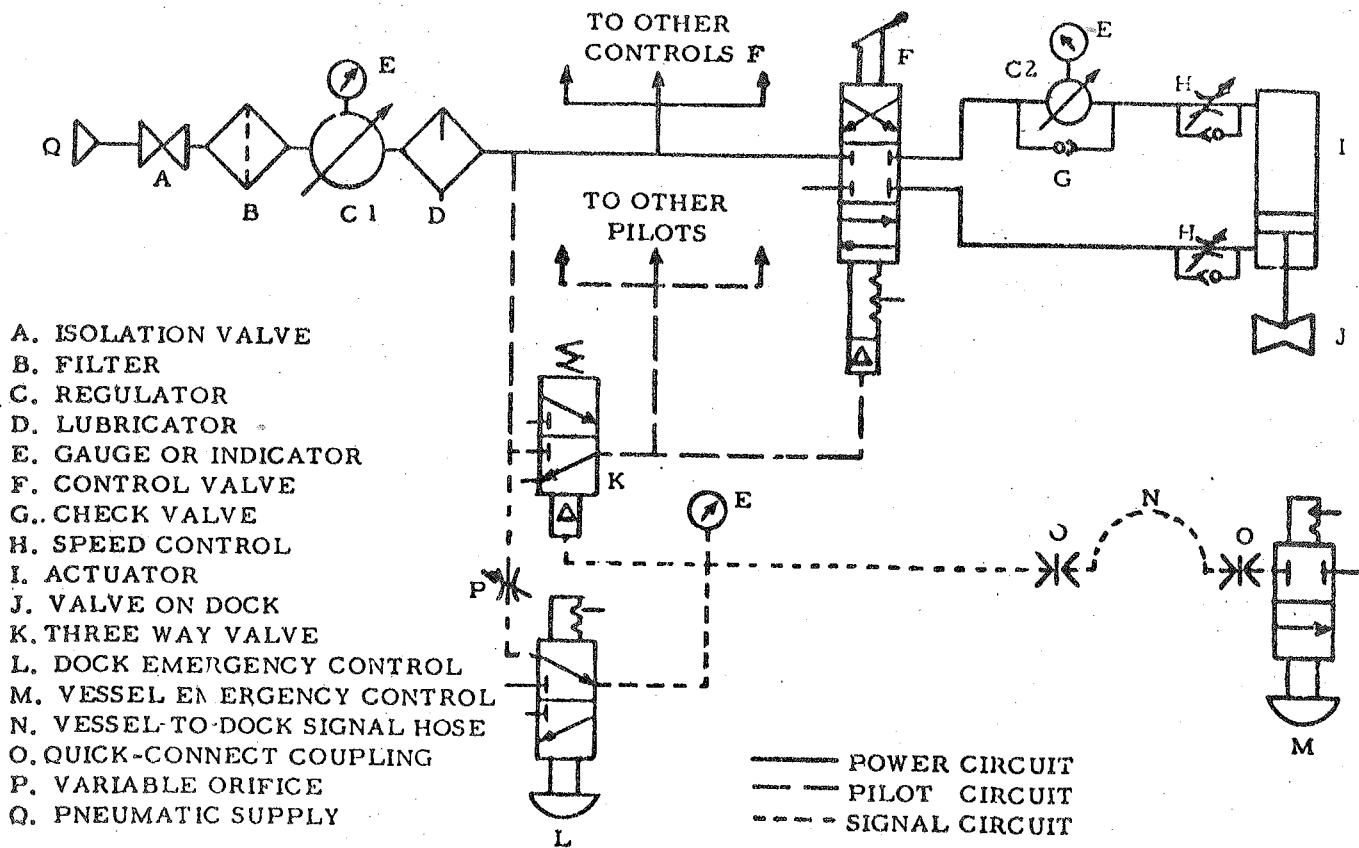 TO OTHER
CONTROLS F
E
F
C2
E
H
Q
A
B
C 1
D
G
I
TO OTHER
PILOTS
H
J
A. ISOLATION VALVE
B. FILTER
C. REGULATOR
D. LUBRICATOR
E. GAUGE OR INDICATOR
F. CONTROL VALVE
G. CHECK VALVE
H. SPEED CONTROL
I. ACTUATOR
J. VALVE ON DOCK
K. THREE WAY VALVE
L. DOCK EMERGENCY CONTROL
M. VESSEL EMERGENCY CONTROL
N. VESSEL-TO-DOCK SIGNAL HOSE
O. QUICK-CONNECT COUPLING
P. VARIABLE ORIFICE
Q. PNEUMATIC SUPPLY
K
E
N
O
O
P
L
M
POWER CIRCUIT
PILOT CIRCUIT
SIGNAL CIRCUIT